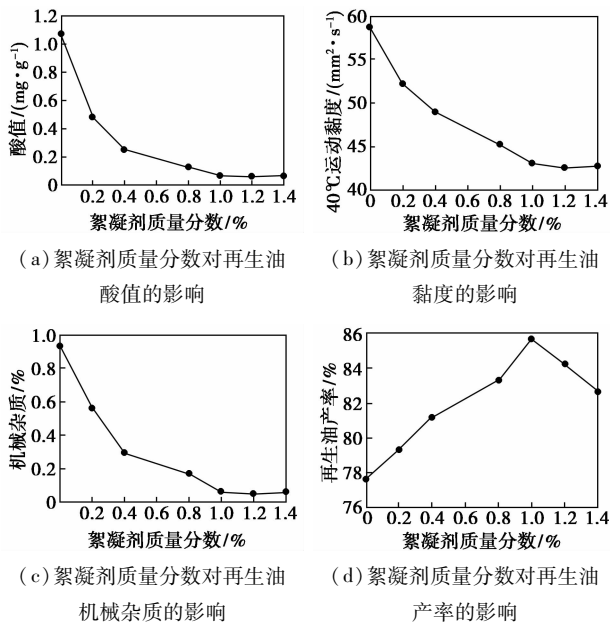 1.2
1.0
0.8
0.6
0.4
0.2
0
0.2 0.4 0.6 0.8 1.0 1.2 1.4
酸值/(mg·g⁻¹)
絮凝剂质量分数/%
(a)絮凝剂质量分数对再生油
酸值的影响
60
55
50
45
40
0 0.2 0.4 0.6 0.8 1.0 1.2 1.4
40℃运动黏度/(mm²·s⁻¹)
絮凝剂质量分数/%
(b)絮凝剂质量分数对再生油
黏度的影响
1.0
0.8
0.6
0.4
0.2
0
0.2 0.4 0.6 0.8 1.0 1.2 1.4
机械杂质/%
絮凝剂质量分数/%
(c)絮凝剂质量分数对再生油
机械杂质的影响
86
84
82
80
78
76
0 0.2 0.4 0.6 0.8 1.0 1.2 1.4
再生油产率/%
絮凝剂质量分数/%
(d)絮凝剂质量分数对再生油
产率的影响